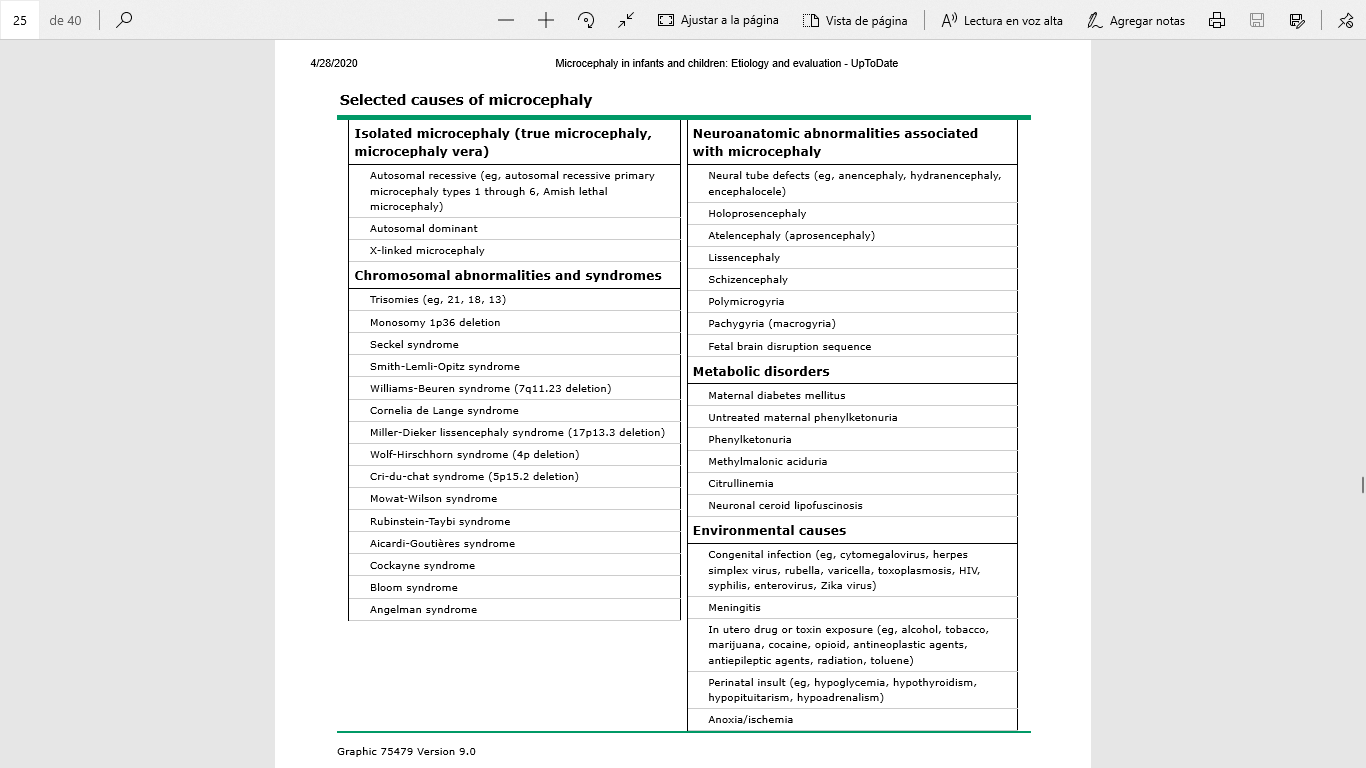 25 de 40 Ajustar a la página Vista de página Lectura en voz alta Agregar notas
4/28/2020 Microcephaly in infants and children: Etiology and evaluation - UpToDate
Selected causes of microcephaly
Isolated microcephaly (true microcephaly,
microcephaly vera)
Autosomal recessive (eg, autosomal recessive primary
microcephaly types 1 through 6, Amish lethal
microcephaly)
Autosomal dominant
X-linked microcephaly
Chromosomal abnormalities and syndromes
Trisomies (eg, 21, 18, 13)
Monosomy 1p36 deletion
Seckel syndrome
Smith-Lemli-Opitz syndrome
Williams-Beuren syndrome (7q11.23 deletion)
Cornelia de Lange syndrome
Miller-Dieker lissencephaly syndrome (17p13.3 deletion)
Wolf-Hirschhorn syndrome (4p deletion)
Cri-du-chat syndrome (5p15.2 deletion)
Mowat-Wilson syndrome
Rubinstein-Taybi syndrome
Aicardi-Goutières syndrome
Cockayne syndrome
Bloom syndrome
Angelman syndrome
Neuroanatomic abnormalities associated
with microcephaly
Neural tube defects (eg, anencephaly, hydranencephaly,
encephalocele)
Holoprosencephaly
Atelencephaly (aprosencephaly)
Lissencephaly
Schizencephaly
Polymicrogyria
Pachygyria (macrogyria)
Fetal brain disruption sequence
Metabolic disorders
Maternal diabetes mellitus
Untreated maternal phenylketonuria
Phenylketonuria
Methylmalonic aciduria
Citrullinemia
Neuronal ceroid lipofuscinosis
Environmental causes
Congenital infection (eg, cytomegalovirus, herpes
simplex virus, rubella, varicella, toxoplasmosis, HIV,
syphilis, enterovirus, Zika virus)
Meningitis
In utero drug or toxin exposure (eg, alcohol, tobacco,
marijuana, cocaine, opioid, antineoplastic agents,
antiepileptic agents, radiation, toluene)
Perinatal insult (eg, hypoglycemia, hypothyroidism,
hypopituitarism, hypoadrenalism)
Anoxia/ischemia
Graphic 75479 Version 9.0